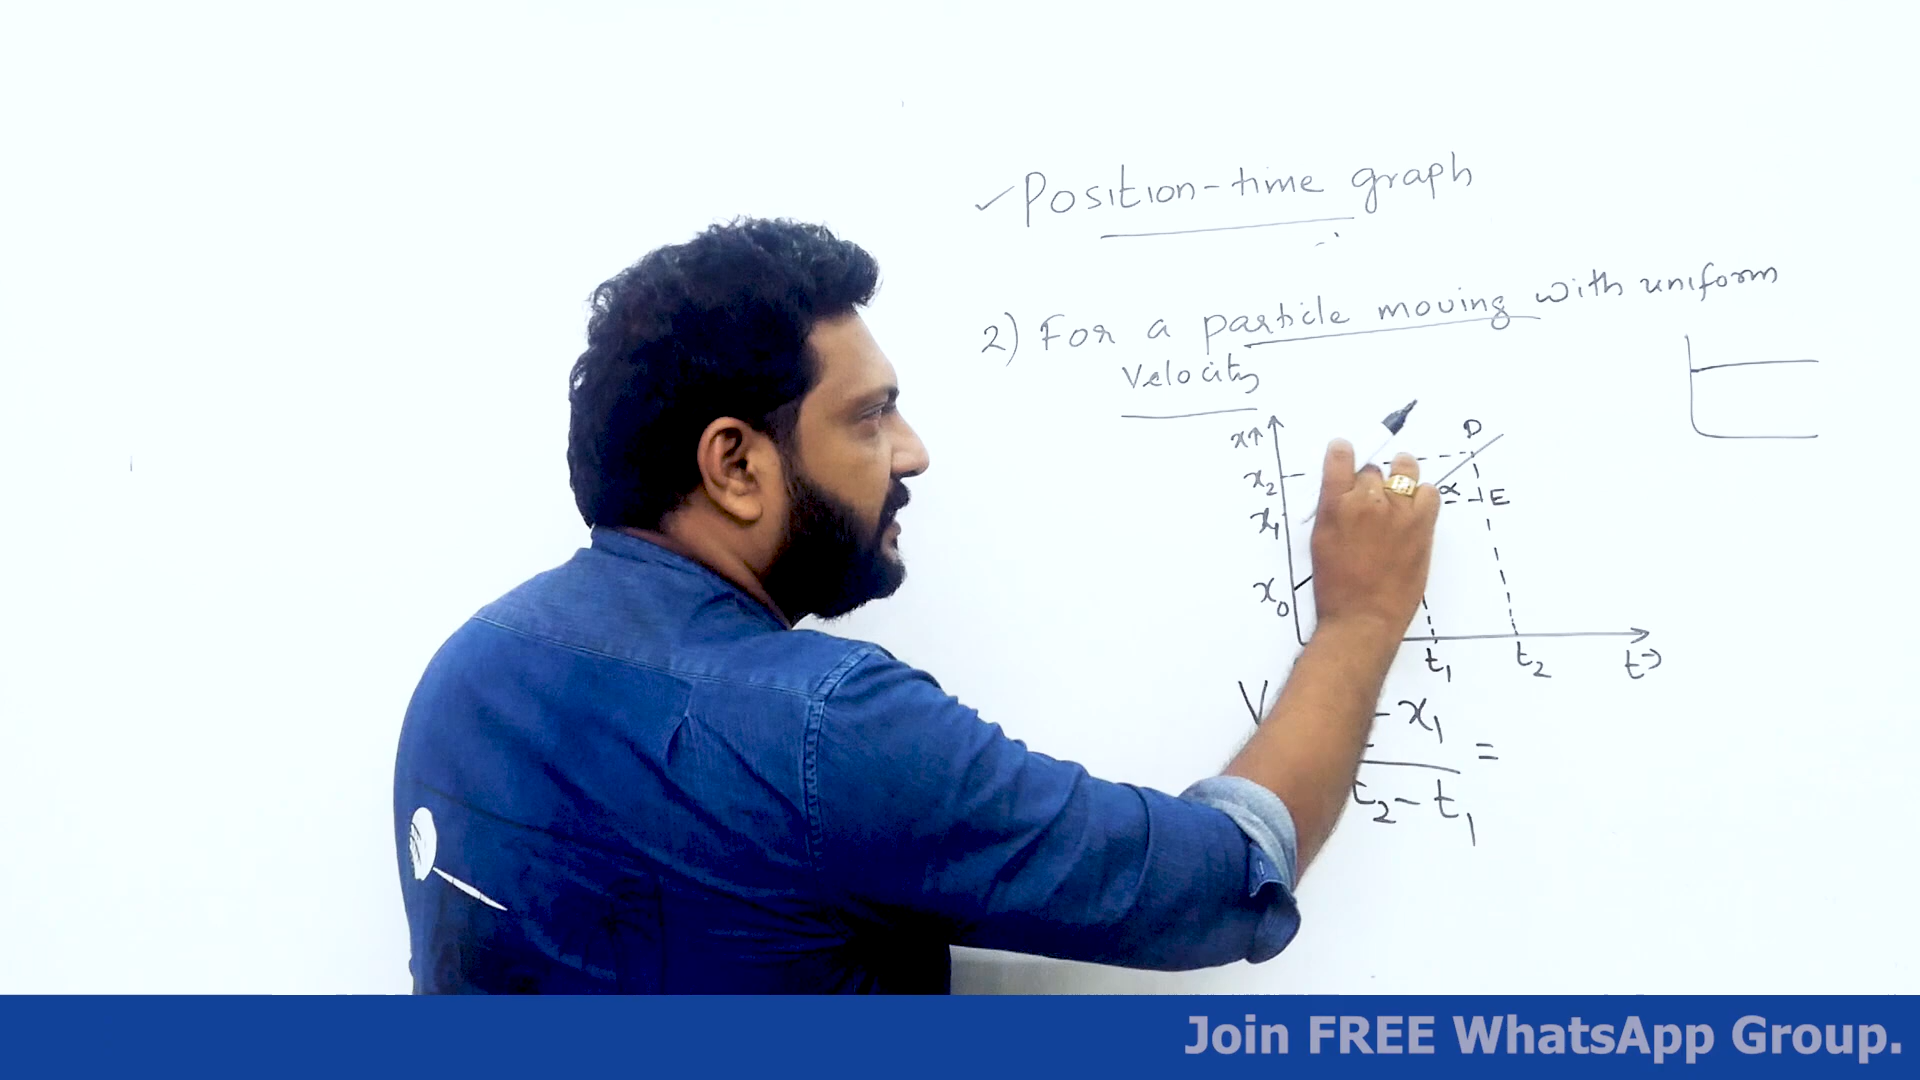 ✓ Position-time graph
2) For a particle moving with uniform
Velocity
x↑
D
x₂
α
E
x₁
x₀
t₁
t₂
t→
V
- x₁
=
t₂ - t₁
Join FREE WhatsApp Group.